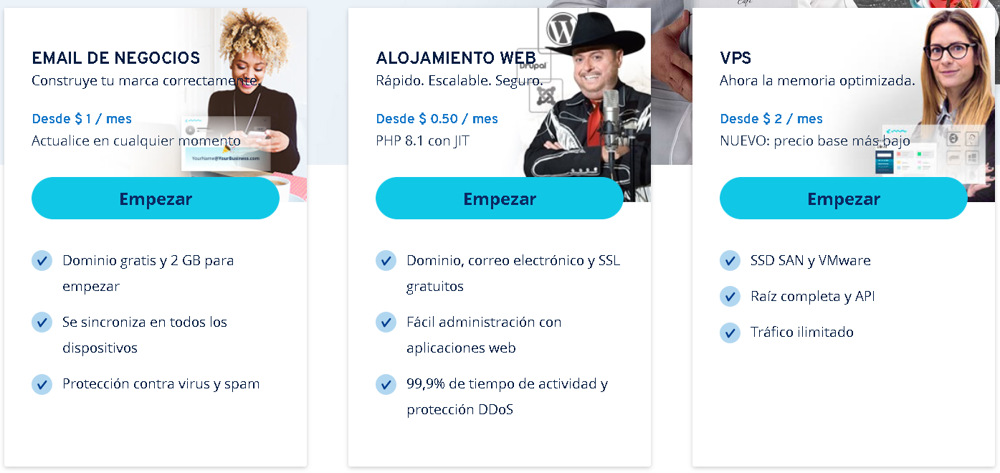 Café
EMAIL DE NEGOCIOS
Construye tu marca correctamente.
Desde $ 1 / mes
Actualice en cualquier momento
YourName@YourBusiness.com
Empezar
Dominio gratis y 2 GB para
empezar
Se sincroniza en todos los
dispositivos
Protección contra virus y spam
ALOJAMIENTO WEB
Drupal
Rápido. Escalable. Seguro.
Desde $ 0.50 / mes
PHP 8.1 con JIT
Empezar
Dominio, correo electrónico y SSL
gratuitos
Fácil administración con
aplicaciones web
99,9% de tiempo de actividad y
protección DDoS
VPS
Ahora la memoria optimizada.
Desde $ 2 / mes
NUEVO: precio base más bajo
Empezar
SSD SAN y VMware
Raíz completa y API
Tráfico ilimitado